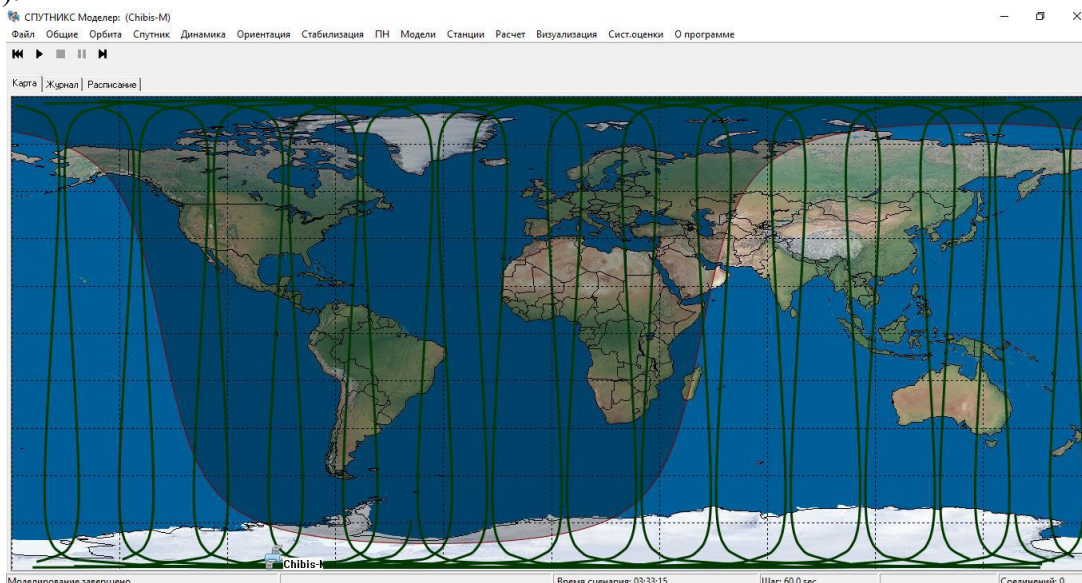 ).
СПУТНИКС Моделер: (Chibis-M)
Файл Общие Орбита Спутник Динамика Ориентация Стабилизация ПН Модели Станции Расчет Визуализация Сист.оценки О программе
Карта Журнал Расписание
Chibis-M
Моделирование завершено Время сценария: 03:33:15 Шаг: 60.0 sec Соединений: 0